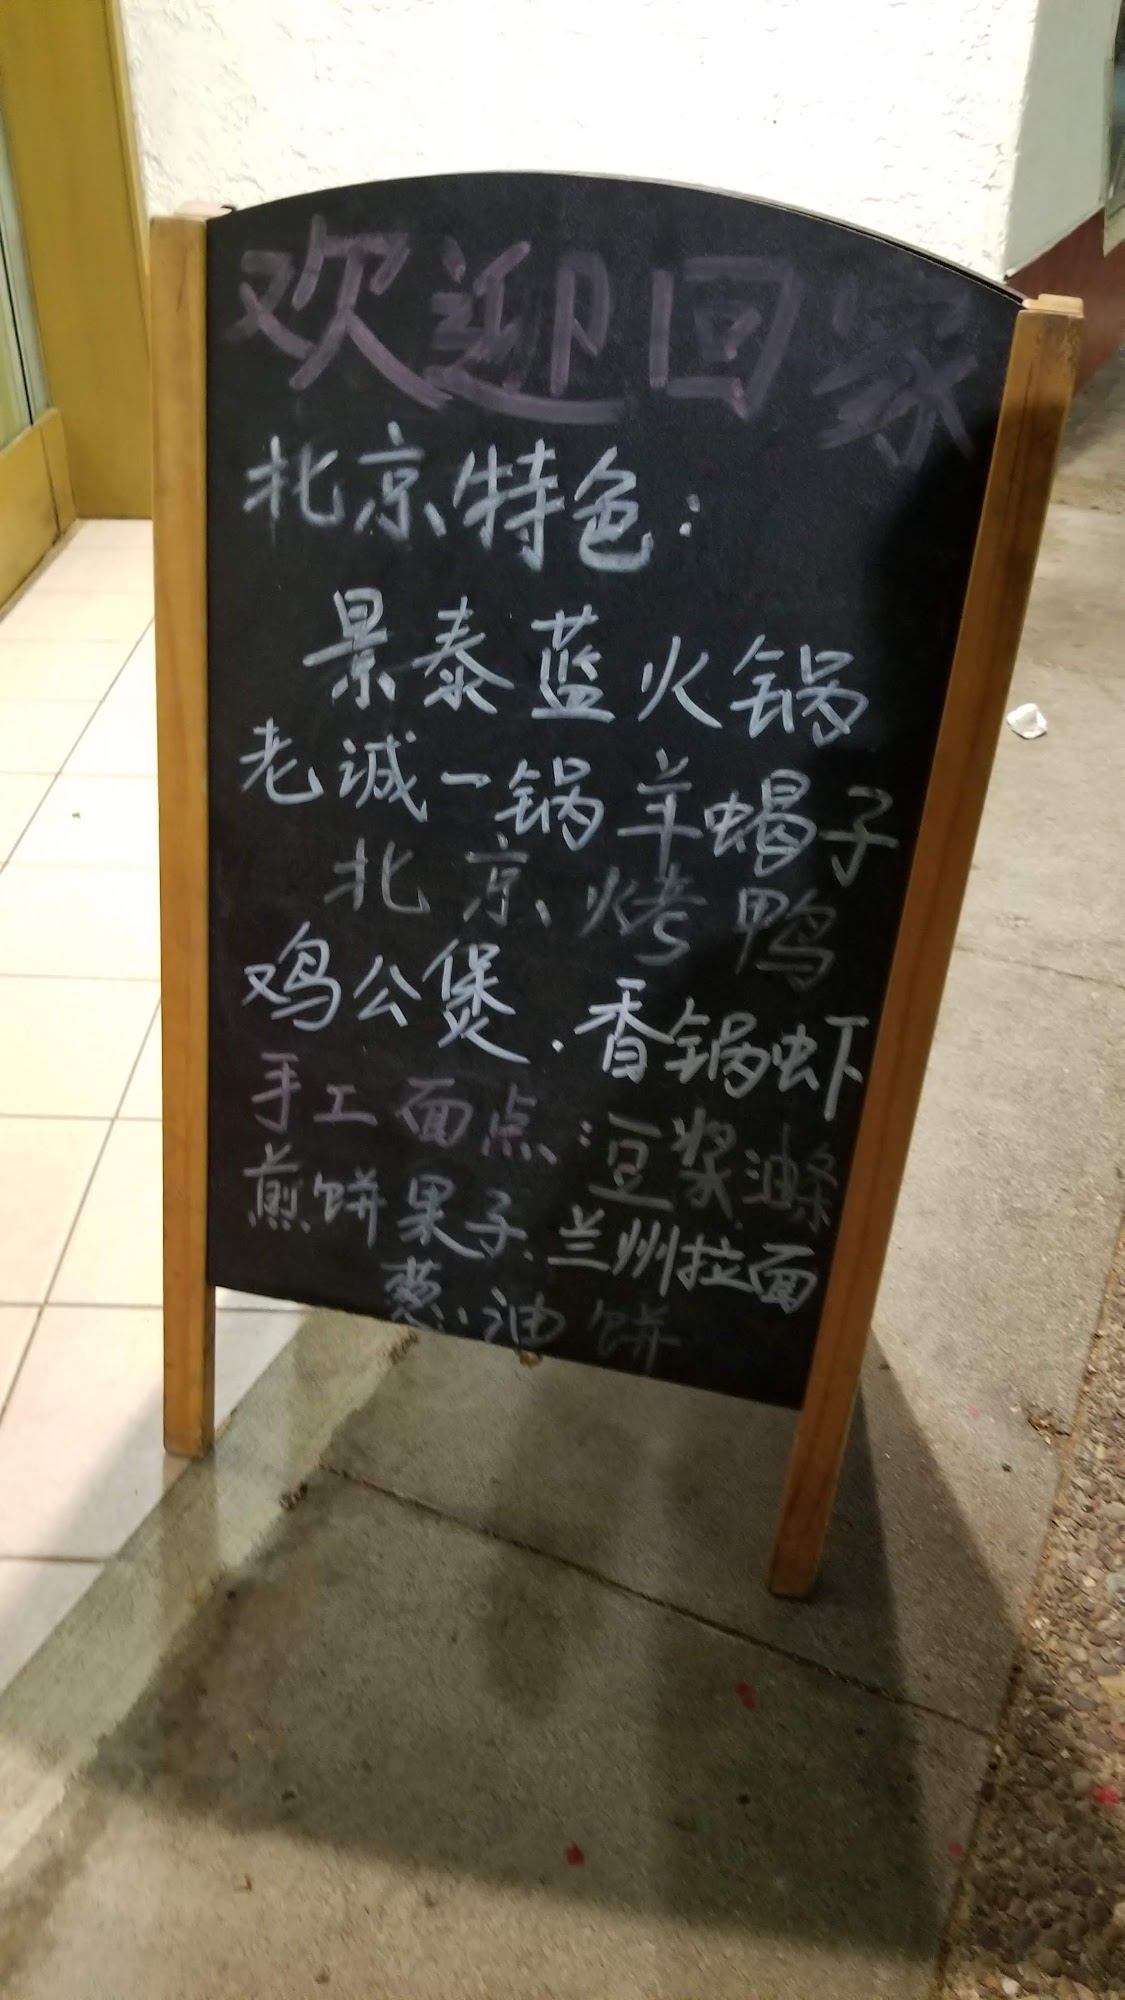 欢迎回家
北京特色:
景泰蓝火锅
老诚一锅羊蝎子
北京烤鸭
鸡公煲.香锅虾
手工面点:豆浆油条
煎饼果子.兰州拉面
葱油饼